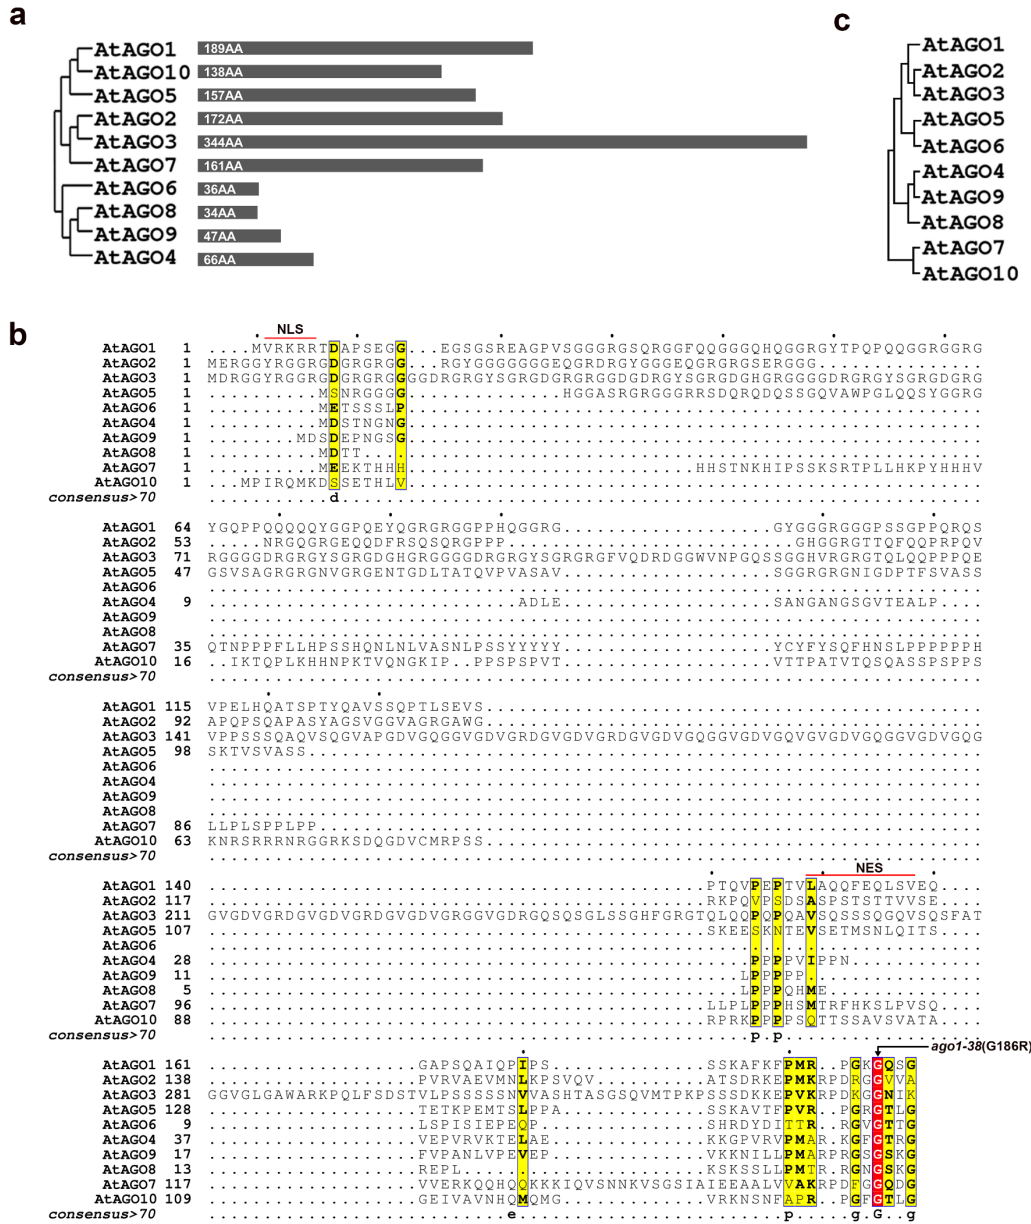 a
AtAGO1 189AA
AtAGO10 138AA
AtAGO5 157AA
AtAGO2 172AA
AtAGO3 344AA
AtAGO7 161AA
AtAGO6 36AA
AtAGO8 34AA
AtAGO9 47AA
AtAGO4 66AA
c
AtAGO1
AtAGO2
AtAGO3
AtAGO5
AtAGO6
AtAGO4
AtAGO9
AtAGO8
AtAGO7
AtAGO10
b
NLS
AtAGO1 1 MVRKRRTDAPSEGG EGSGSREAGPVSGGGRGSQRGGFQQGGGQHQGGRGYTPQPQQGGRGGRG
AtAGO2 1 MERGGYRGGRGDGRGRGG RGYGGGGGGGEQGRDRGYGGEQGRGRGSERGGG
AtAGO3 1 MDRGGYRGGRGDGRGRGGGGDRGRGYSGRGDGRGRGGDGDRGYSGRGDGHGRGGGGDRGRGYSGRGDGRG
AtAGO5 1 MSNRGGGG HGGASRGRGGGRRSDQRQDQSSGQVAWPGLQQSYGGRG
AtAGO6 1 METSSSLP
AtAGO4 1 MDSTNGNG
AtAGO9 1 MDSDEPNGSG
AtAGO8 1 MDTT
AtAGO7 1 MEEKTHHH HHSTNKHIPSSKSRTPLLHKPYHHHV
AtAGO10 1 MPIRQMKDSSETHLV
consensus>70 d
AtAGO1 64 YGQPPQQQQQYGGPQEYQGRGRGGPPHQGGRG GYGGGRGGGPSSGPPQRQS
AtAGO2 53 NRGQGRGEQQDFRSQSQRGPPP GHGGRGTTQFQQPRPQV
AtAGO3 71 RGGGGDRGRGYSGRGDGHGRGGGGDRGRGYSGRGRGFVQDRDGGWVNPGQSSGGHVRGRGTQLQQPPPQE
AtAGO5 47 GSVSAGRGRGNVGRGENTGDLTATQVPVASAV SGGRGRGNIGDPTFSVASS
AtAGO6
AtAGO4 9 ADLE SANGANGSGVTEALP
AtAGO9
AtAGO8
AtAGO7 35 QTNPPPFLLHPSSHQNLNLVASNLPSSYYYYY YCYFYSQFHNSLPPPPPPH
AtAGO10 16 IKTQPLKHHNPKTVQNGKIP PPSPSPVT VTTPATVTQSQASSPSPPS
consensus>70
AtAGO1 115 VPELHQATSPTYQAVSSQPTLSEVS
AtAGO2 92 APQPSQAPASYAGSVGGVAGRGAWG
AtAGO3 141 VPPSSSQAQVSQGVAPGDVGQGGVGDVGRDGVGDVGRDGVGDVGQGGVGDVGQVGVGDVGQGGVGDVGQG
AtAGO5 98 SKTVSVASS
AtAGO6
AtAGO4
AtAGO9
AtAGO8
AtAGO7 86 LLPLSPPLPP
AtAGO10 63 KNRSRRRNRGGRKSDQGDVCMRPSS
consensus>70
NES
AtAGO1 140 PTQVPEPTVLAQQFEQLSVEQ
AtAGO2 117 RKPQVPSDSASPSTSTTVVSE
AtAGO3 211 GVGDVGRDGVGDVGRDGVGDVGRGGVGDRGQSQSGLSSGHFGRGTQLQQPQPQAVSQSSSQGQVSQSFAT
AtAGO5 107 SKEESKNTEVSETMSNLQITS
AtAGO6
AtAGO4 28 PPPPVIPPN
AtAGO9 11 LPPPPP
AtAGO8 5 LPPPQHME
AtAGO7 96 LLPLPPPHSMTRFHKSLPVSQ
AtAGO10 88 RPRKPPPPSQTTSSAVSVATA
consensus>70 p p
ago1-38(G186R)
AtAGO1 161 GAPSQAIQPIPS SSKAFKFPMR PGKGQSG
AtAGO2 138 PVRVAEVMNLKPSVQV ATSDRKEPMKRPDRGGVVA
AtAGO3 281 GGVGLGAWARKPQLFSDSTVLPSSSSSNVVASHTASGSQVMTPKPSSSDKKEPVKRPDKGGNIK
AtAGO5 128 TETKPEMTSLPPA SSKAVTFPVR PGRGTLG
AtAGO6 9 LSPISIEPEQP SHRDYDITTR RGVGTTG
AtAGO4 37 VEPVRVKTELAE KKGPVRVPMAR KGFGTRG
AtAGO9 17 FVPANLVPEVEP VKKNILLPMARPRGSGSKG
AtAGO8 13 REPL KSKSSLLPMTR RGNGSKG
AtAGO7 117 VVERKQQHQQKKKIQVSNNKVSGSIAIEEAALVVAKRPDFGGQDG
AtAGO10 109 GEIVAVNHQMQMG VRKNSNFAPR PGFGTLG
consensus>70 e p g G g